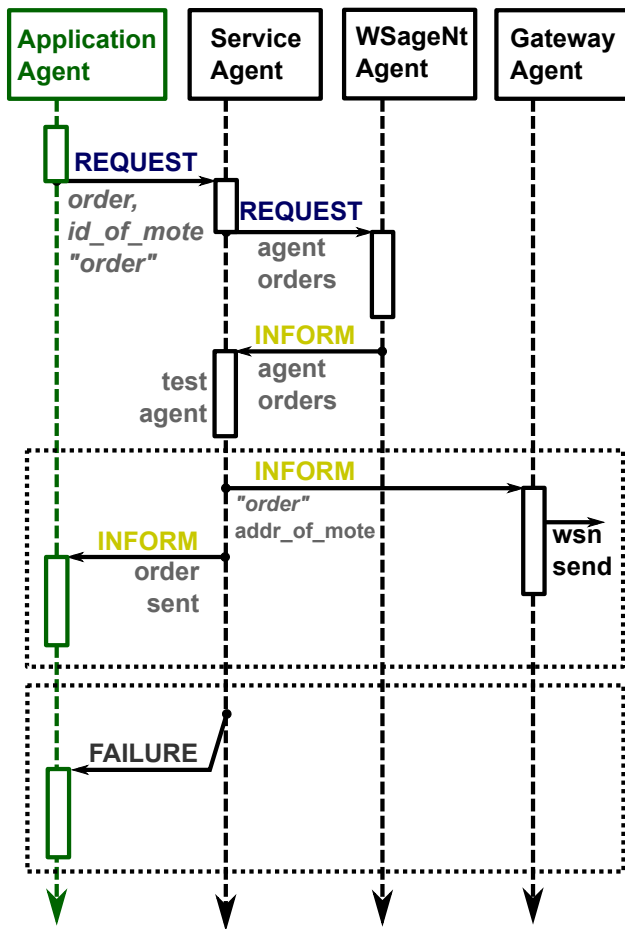 Application
Agent
Service
Agent
WSageNt
Agent
Gateway
Agent
REQUEST
order,
id_of_mote
"order"
REQUEST
agent
orders
INFORM
agent
orders
test
agent
INFORM
"order"
addr_of_mote
wsn
send
INFORM
order
sent
FAILURE